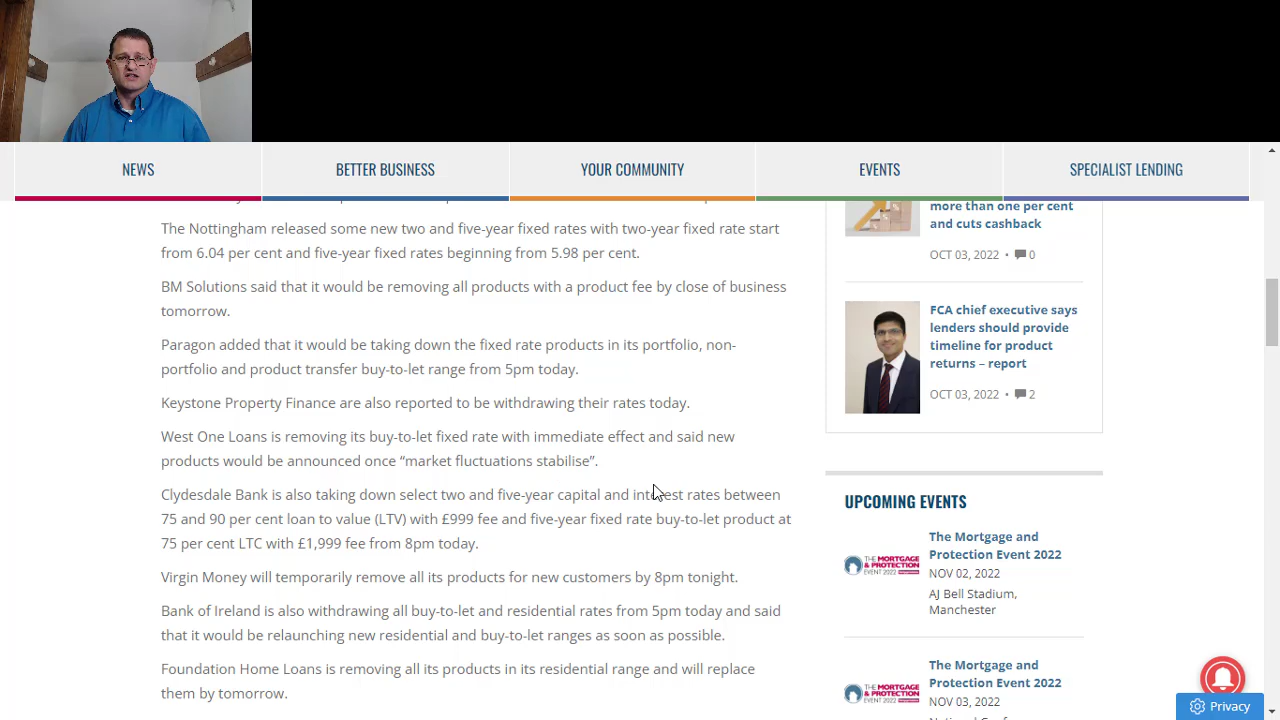 NEWS
BETTER BUSINESS
YOUR COMMUNITY
EVENTS
SPECIALIST LENDING
The Nottingham released some new two and five-year fixed rates with two-year fixed rate start
from 6.04 per cent and five-year fixed rates beginning from 5.98 per cent.
BM Solutions said that it would be removing all products with a product fee by close of business
tomorrow.
Paragon added that it would be taking down the fixed rate products in its portfolio, non-
portfolio and product transfer buy-to-let range from 5pm today.
Keystone Property Finance are also reported to be withdrawing their rates today.
West One Loans is removing its buy-to-let fixed rate with immediate effect and said new
products would be announced once “market fluctuations stabilise”.
Clydesdale Bank is also taking down select two and five-year capital and interest rates between
75 and 90 per cent loan to value (LTV) with £999 fee and five-year fixed rate buy-to-let product at
75 per cent LTC with £1,999 fee from 8pm today.
Virgin Money will temporarily remove all its products for new customers by 8pm tonight.
Bank of Ireland is also withdrawing all buy-to-let and residential rates from 5pm today and said
that it would be relaunching new residential and buy-to-let ranges as soon as possible.
Foundation Home Loans is removing all its products in its residential range and will replace
them by tomorrow.
more than one per cent
and cuts cashback
OCT 03, 2022 • 0
FCA chief executive says
lenders should provide
timeline for product
returns – report
OCT 03, 2022 • 2
UPCOMING EVENTS
THE MORTGAGE
& PROTECTION
EVENT 2022
The Mortgage and
Protection Event 2022
NOV 02, 2022
AJ Bell Stadium,
Manchester
THE MORTGAGE
& PROTECTION
EVENT 2022
The Mortgage and
Protection Event 2022
NOV 03, 2022
Privacy